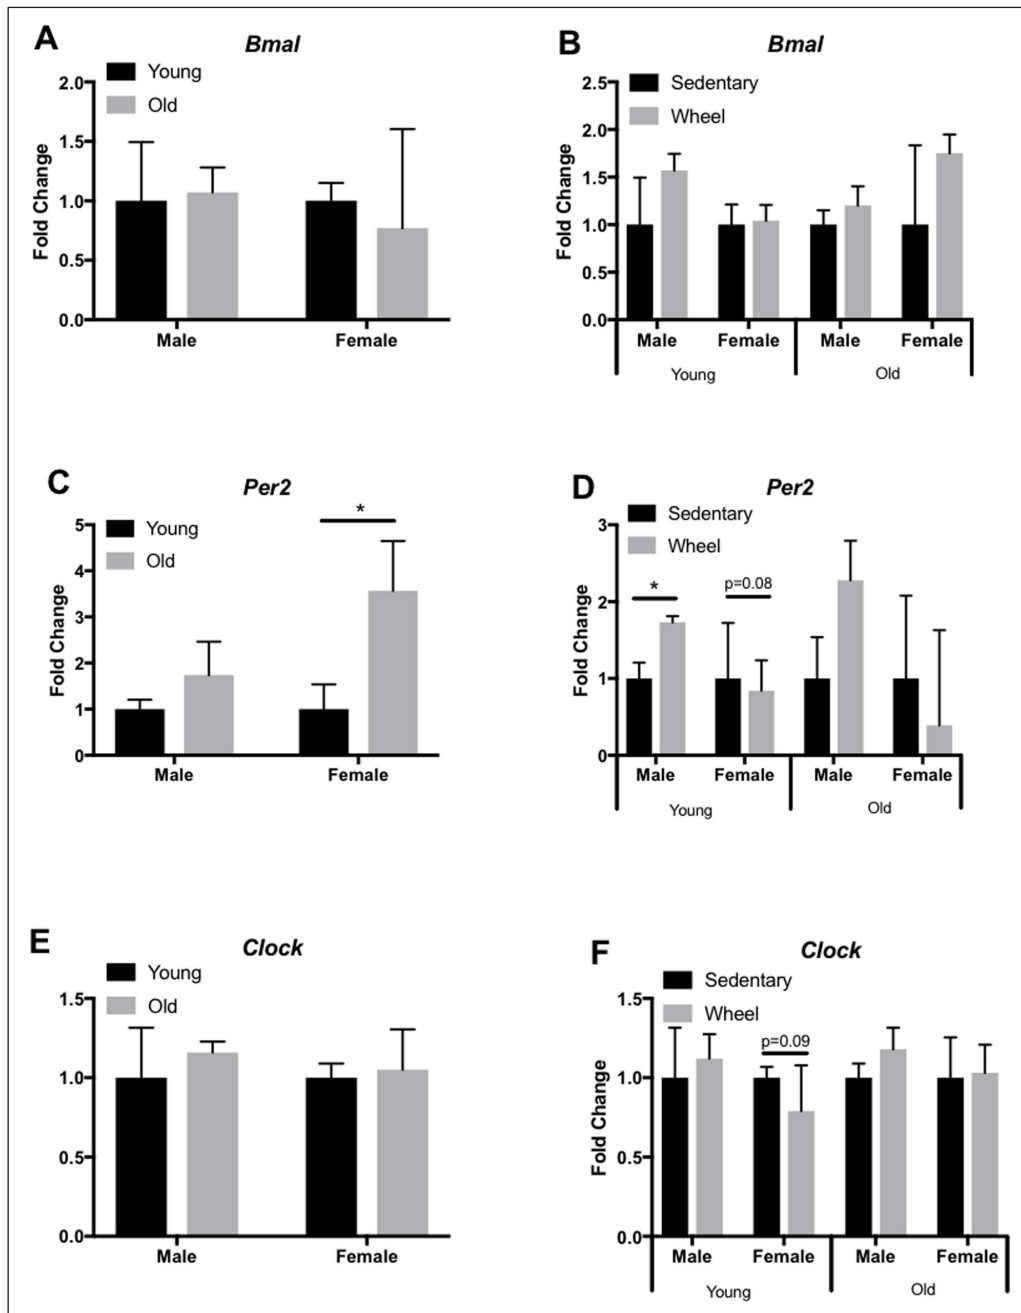 A
Bmal
Young
Old
2.0
1.5
1.0
0.5
0.0
Fold Change
Male Female
B
Bmal
Sedentary
Wheel
2.5
2.0
1.5
1.0
0.5
0.0
Fold Change
Male Female Male Female
Young Old
C
Per2
Young
Old
*
5
4
3
2
1
0
Fold Change
Male Female
D
Per2
Sedentary
Wheel
* p=0.08
3
2
1
0
Fold Change
Male Female Male Female
Young Old
E
Clock
Young
Old
1.5
1.0
0.5
0.0
Fold Change
Male Female
F
Clock
Sedentary
Wheel
p=0.09
1.5
1.0
0.5
0.0
Fold Change
Male Female Male Female
Young Old